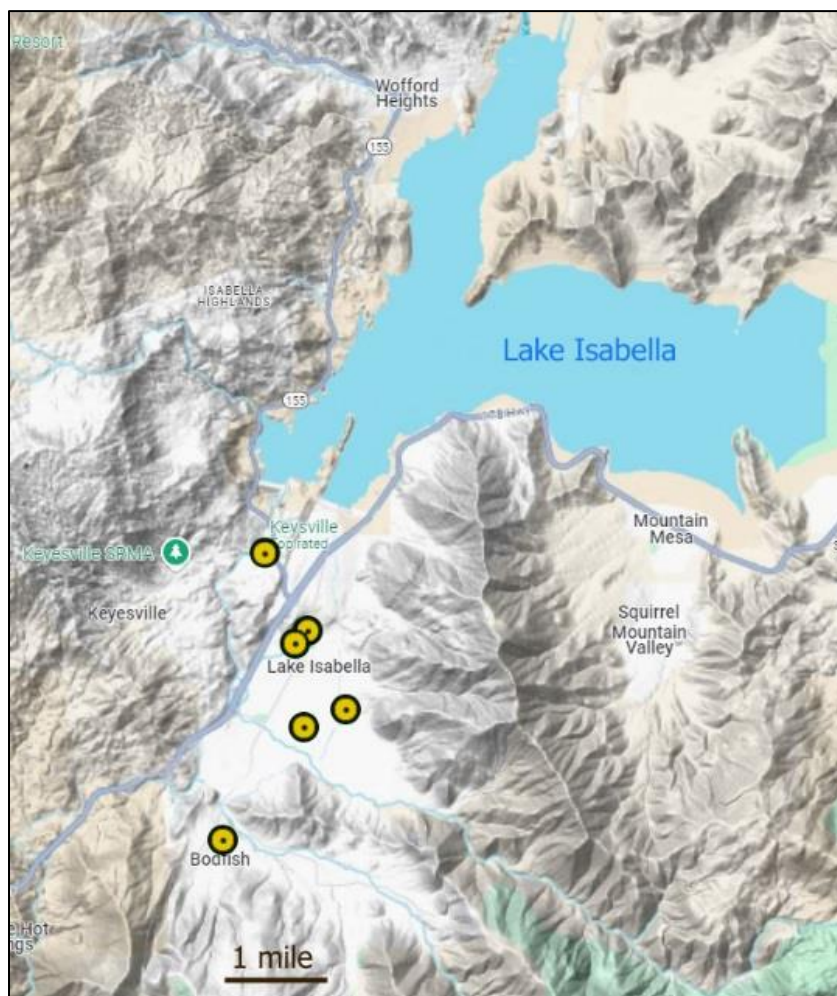 Resort
Wofford
Heights
155
ISABELLA
HIGHLANDS
Lake Isabella
155
Keysville
Keyesville SRMA
Mountain
Mesa
Keyesville
Squirrel
Mountain
Valley
Lake Isabella
Bodfish
Hot
1 mile